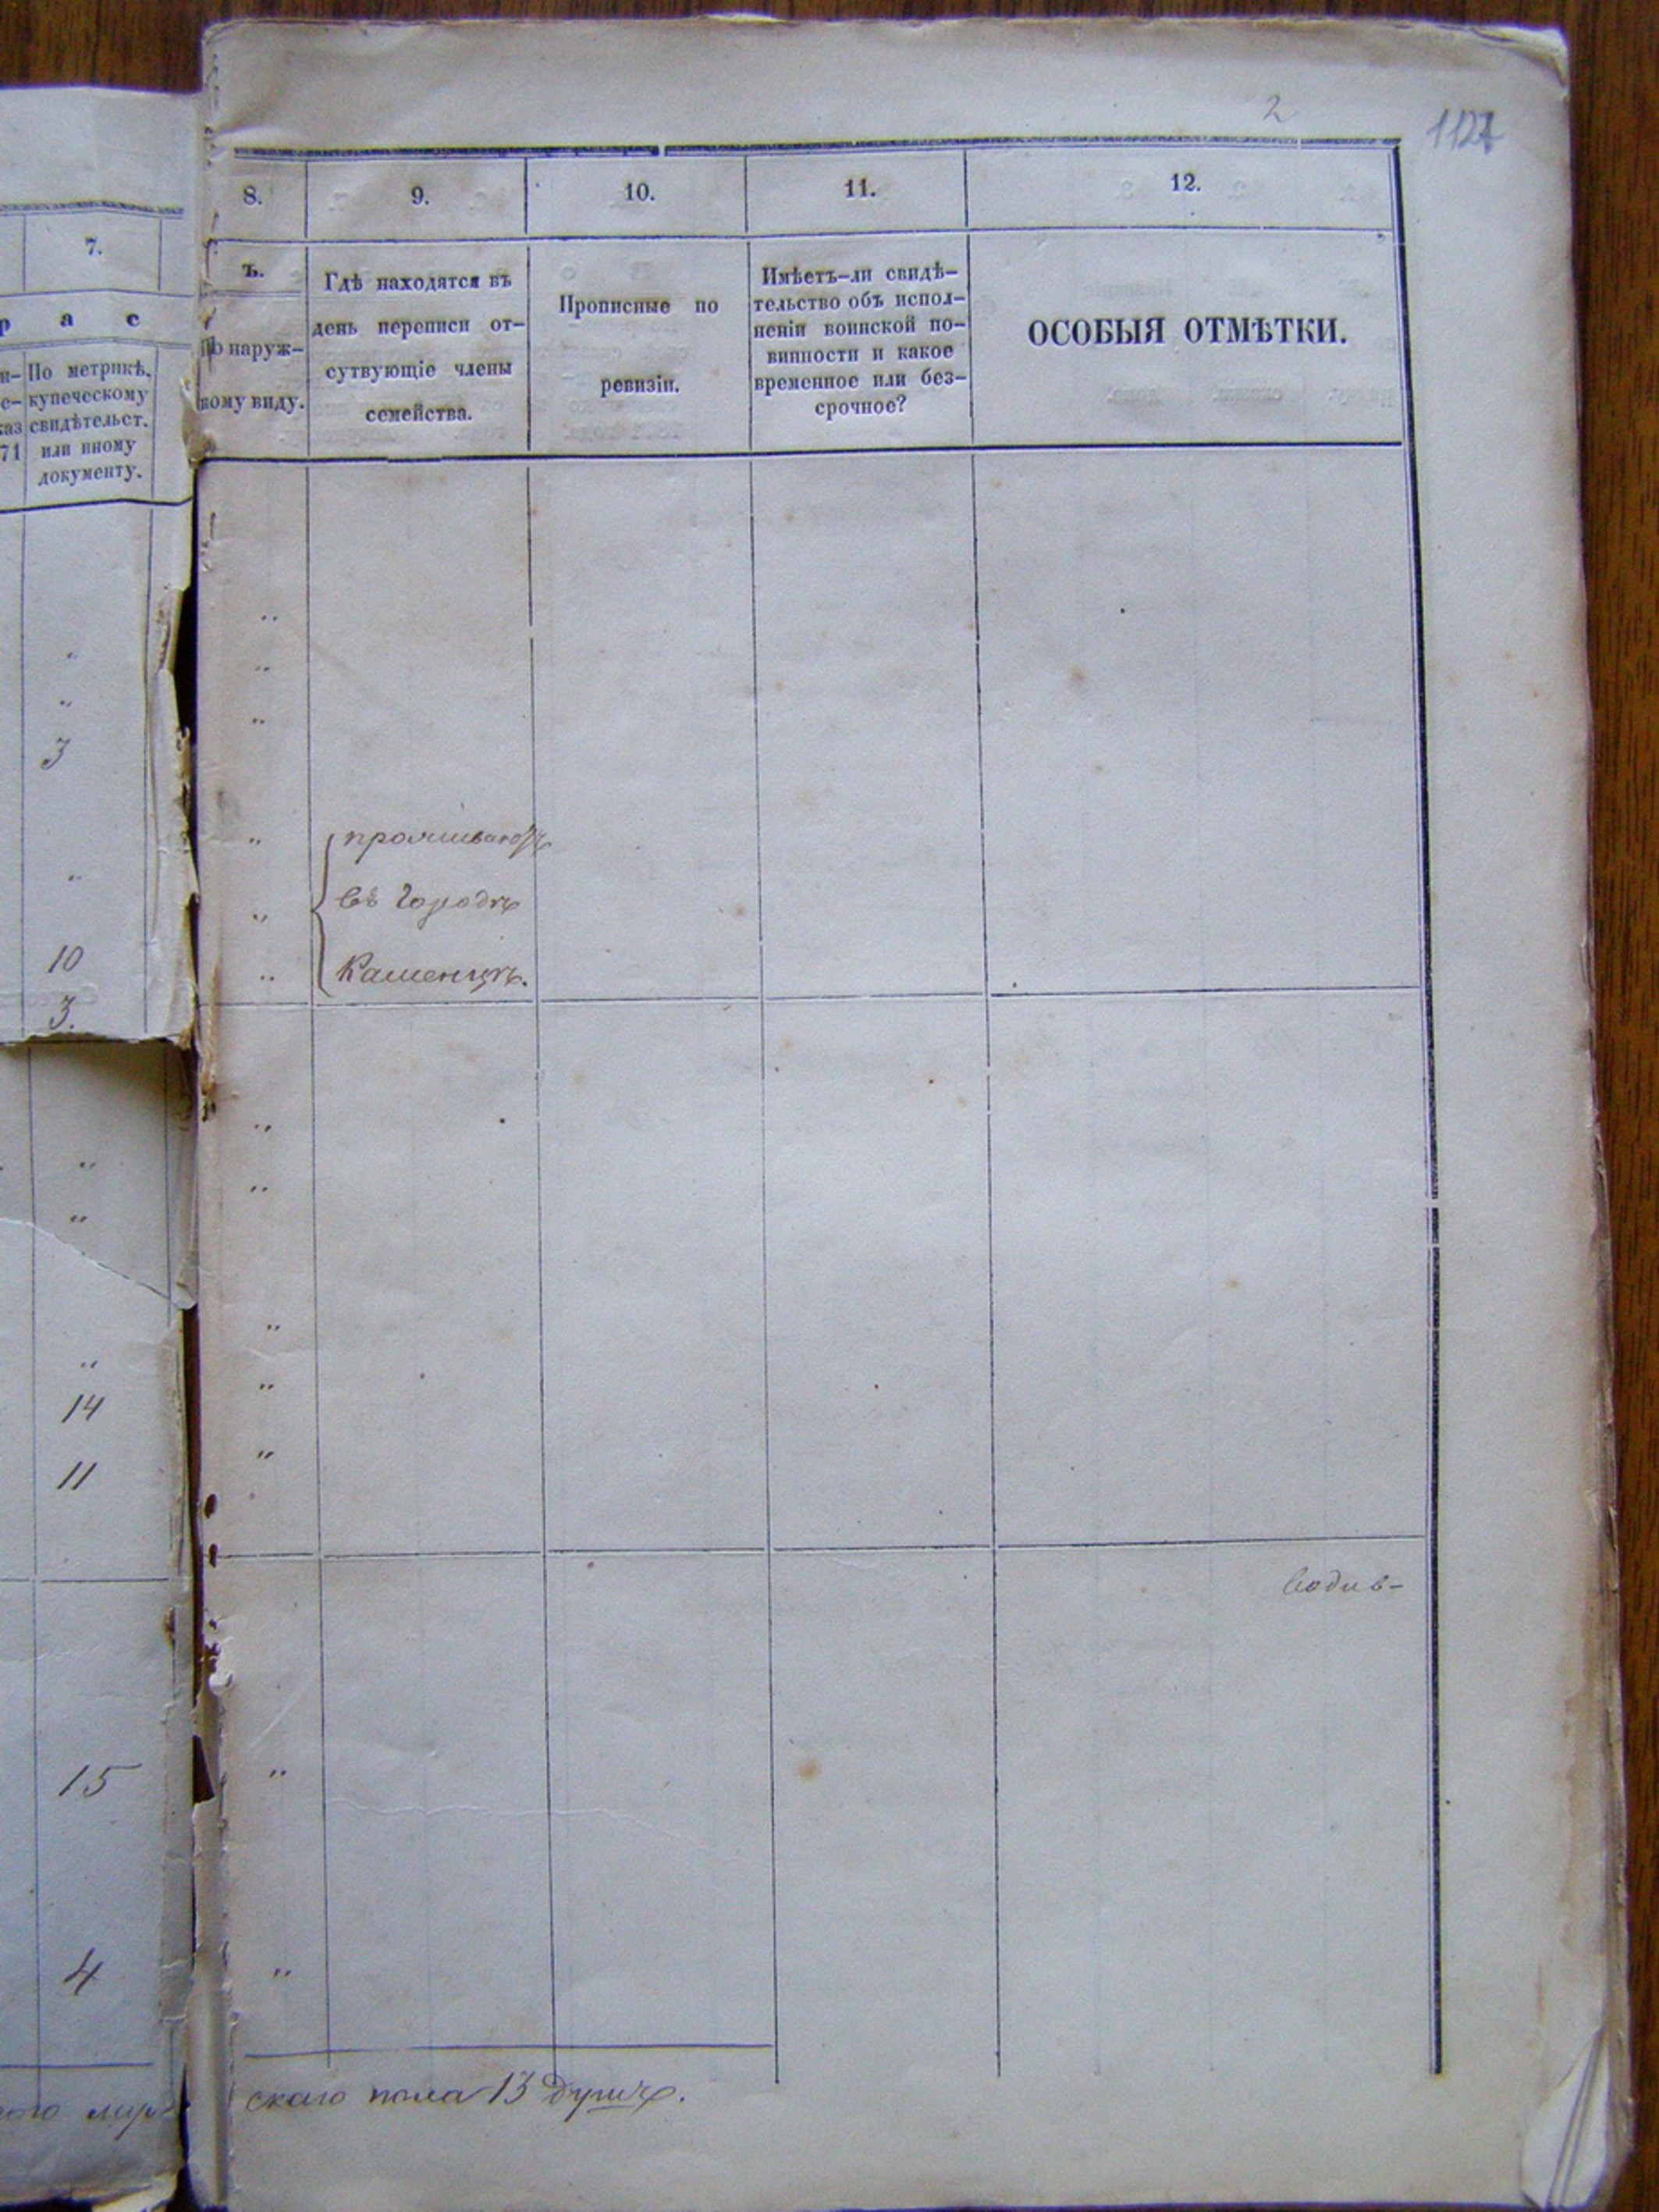 2
1127
7.
р а с
По метрикѣ,
купеческому
свидѣтельст.
или иному
документу.
71
3
10
3.
14
11
15
4
8.
9.
10.
11.
12.
ъ.
По наруж-
ному виду.
Гдѣ находятся въ
день переписи от-
сутвующіе члены
семейства.
Прописные по
ревизіи.
Имѣетъ-ли свидѣ-
тельство объ испол-
неніи воинской по-
винности и какое
временное или без-
срочное?
ОСОБЫЯ ОТМѢТКИ.
проживаютъ
въ городѣ
Каменцѣ.
скаго пола 13 душъ.